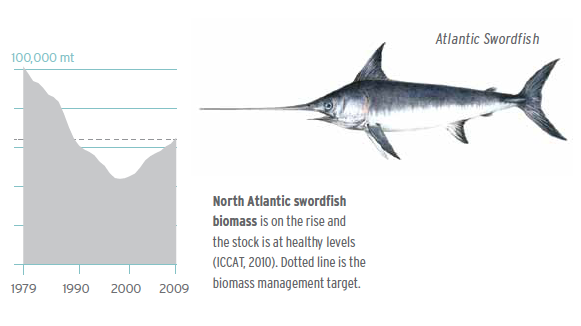 Atlantic Swordfish
100,000 mt
North Atlantic swordfish
biomass is on the rise and
the stock is at healthy levels
(ICCAT, 2010). Dotted line is the
biomass management target.
1979 1990 2000 2009